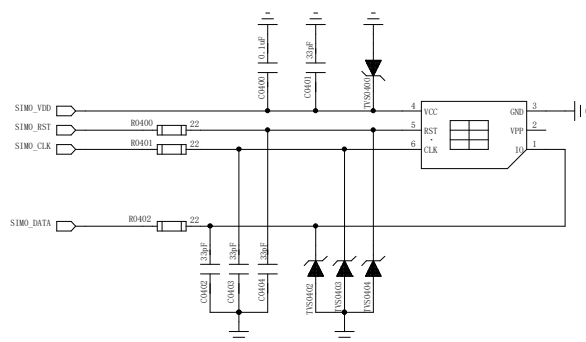 0.1uF
C0400
33pF
C0401
TVS0400
SIMO_VDD
4 VCC GND 3
SIMO_RST R0400 22 5 RST VPP 2
SIMO_CLK R0401 22 6 CLK IO 1
SIMO_DATA R0402 22
33pF
C0402
33pF
C0403
33pF
C0404
TVS0402
TVS0403
TVS0404